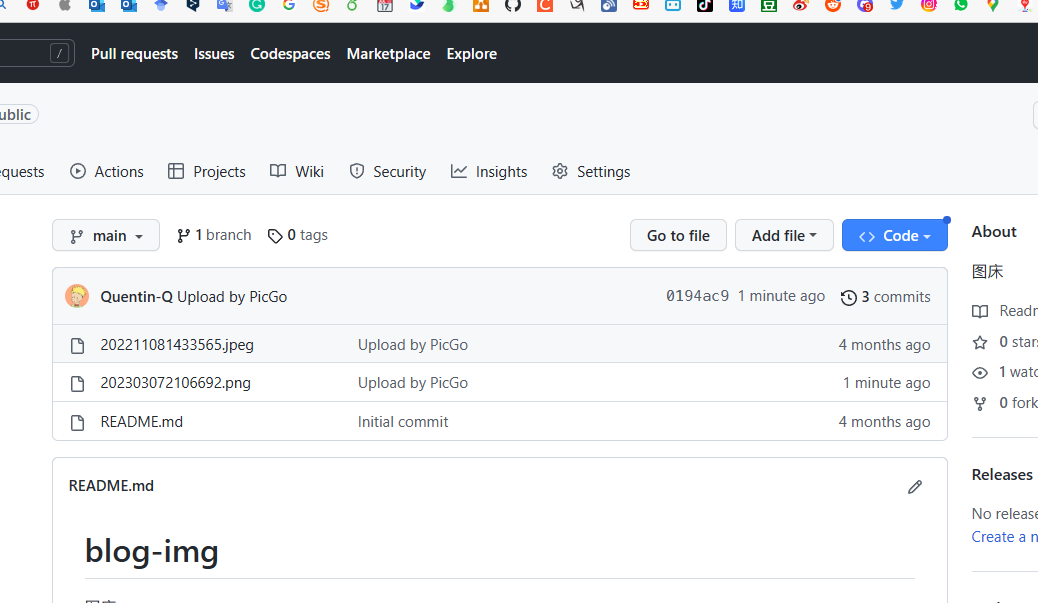 / Pull requests Issues Codespaces Marketplace Explore
ublic
equests Actions Projects Wiki Security Insights Settings
main 1 branch 0 tags Go to file Add file Code
About
图床
Quentin-Q Upload by PicGo 0194ac9 1 minute ago 3 commits
Readm
202211081433565.jpeg Upload by PicGo 4 months ago
0 stars
202303072106692.png Upload by PicGo 1 minute ago
1 watc
README.md Initial commit 4 months ago
0 fork
README.md
Releases
No release
Create a n
blog-img